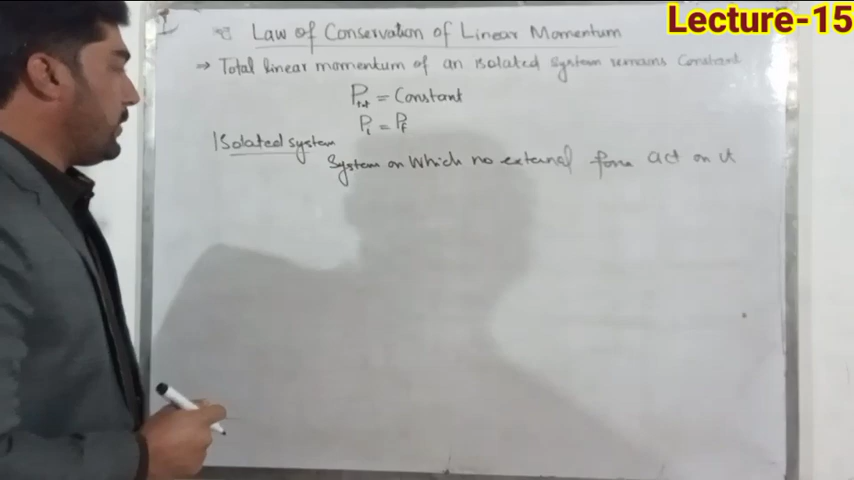 Lecture-15
Law of Conservation of Linear Momentum
→ Total linear momentum of an isolated system remains Constant
Ptot = Constant
Pi = Pf
Isolated system
System on which no external force act on it